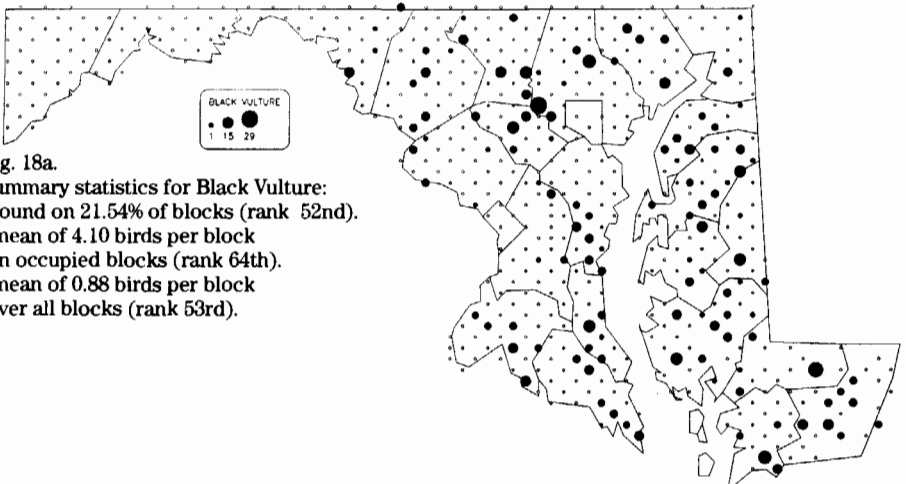 BLACK VULTURE
1 15 29
g. 18a.
ummary statistics for Black Vulture:
ound on 21.54% of blocks (rank 52nd).
mean of 4.10 birds per block
n occupied blocks (rank 64th).
mean of 0.88 birds per block
ver all blocks (rank 53rd).